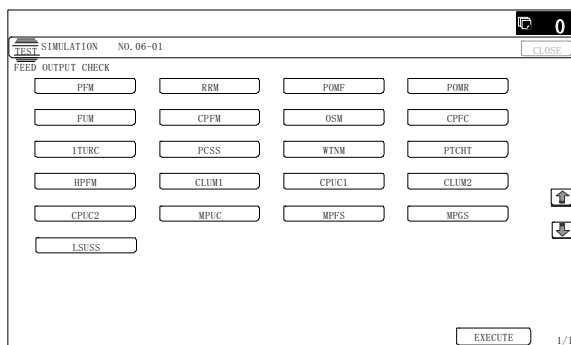 0
TEST SIMULATION NO.06-01 CLOSE
FEED OUTPUT CHECK
PFM RRM POMF POMR
FUM CPFM OSM CPFC
1TURC PCSS WTNM PTCHT
HPFM CLUM1 CPUC1 CLUM2
CPUC2 MPUC MPFS MPGS
LSUSS
EXECUTE 1/1